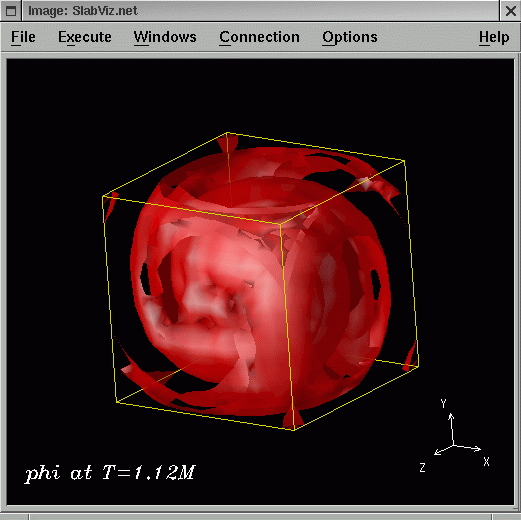 Image: SlabViz.net
File Execute Windows Connection Options Help
Y
Z X
phi at T=1.12M